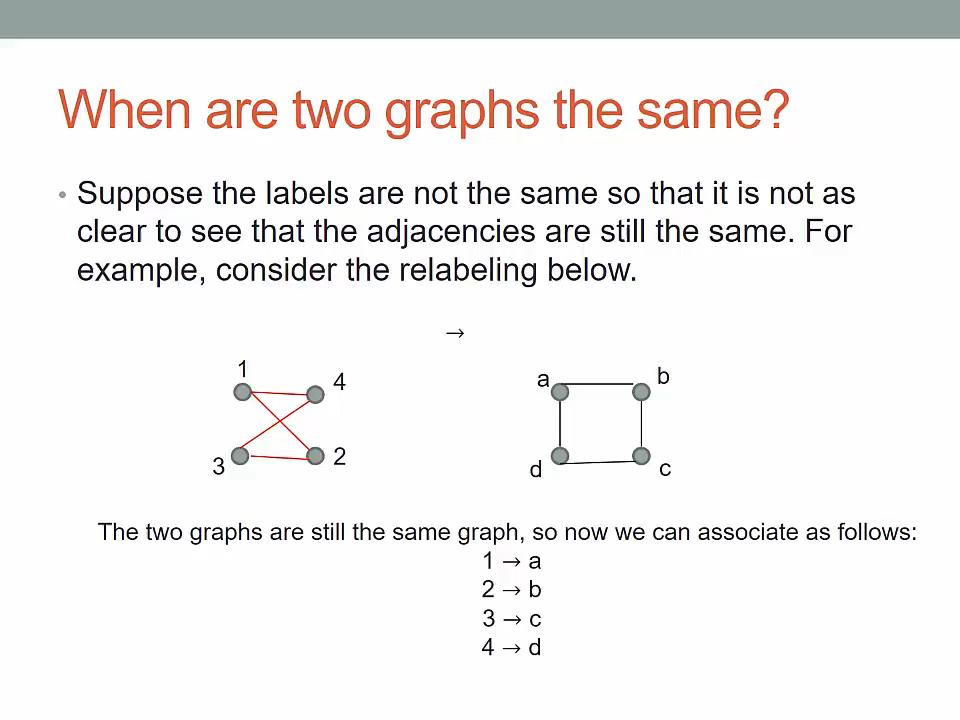 When are two graphs the same?
• Suppose the labels are not the same so that it is not as
clear to see that the adjacencies are still the same. For
example, consider the relabeling below.
→
1
4
3
2
a
b
d
c
The two graphs are still the same graph, so now we can associate as follows:
1 → a
2 → b
3 → c
4 → d